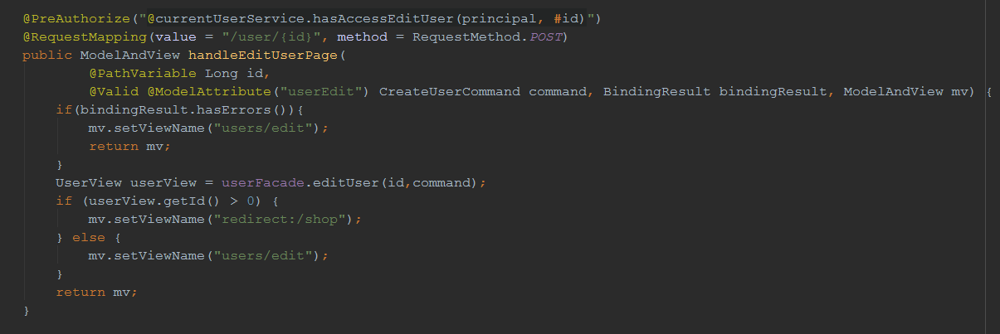 @PreAuthorize("@currentUserService.hasAccessEditUser(principal, #id)")
@RequestMapping(value = "/user/{id}", method = RequestMethod.POST)
public ModelAndView handleEditUserPage(
        @PathVariable Long id,
        @Valid @ModelAttribute("userEdit") CreateUserCommand command, BindingResult bindingResult, ModelAndView mv) {
    if(bindingResult.hasErrors()){
        mv.setViewName("users/edit");
        return mv;
    }
    UserView userView = userFacade.editUser(id,command);
    if (userView.getId() > 0) {
        mv.setViewName("redirect:/shop");
    } else {
        mv.setViewName("users/edit");
    }
    return mv;
}